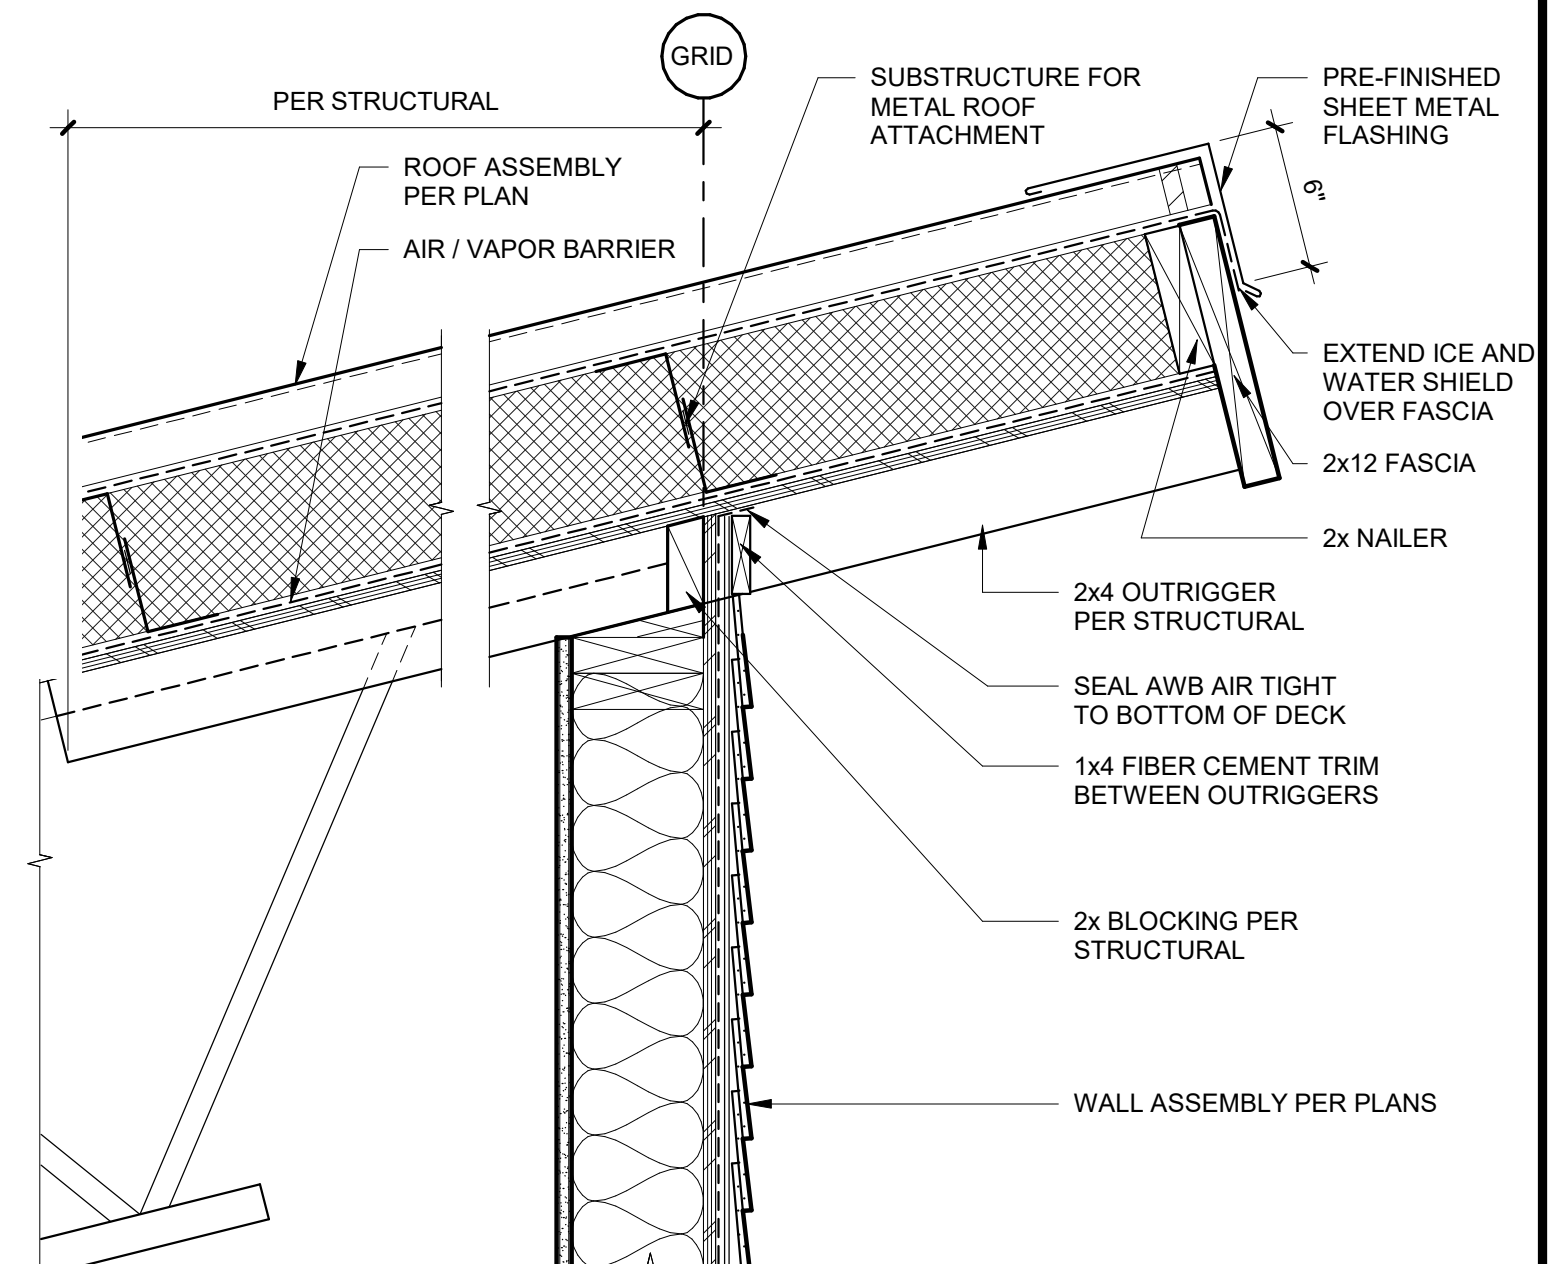 GRID
PER STRUCTURAL
SUBSTRUCTURE FOR
METAL ROOF
ATTACHMENT
PRE-FINISHED
SHEET METAL
FLASHING
ROOF ASSEMBLY
PER PLAN
6"
AIR / VAPOR BARRIER
EXTEND ICE AND
WATER SHIELD
OVER FASCIA
2x12 FASCIA
2x NAILER
2x4 OUTRIGGER
PER STRUCTURAL
SEAL AWB AIR TIGHT
TO BOTTOM OF DECK
1x4 FIBER CEMENT TRIM
BETWEEN OUTRIGGERS
2x BLOCKING PER
STRUCTURAL
WALL ASSEMBLY PER PLANS